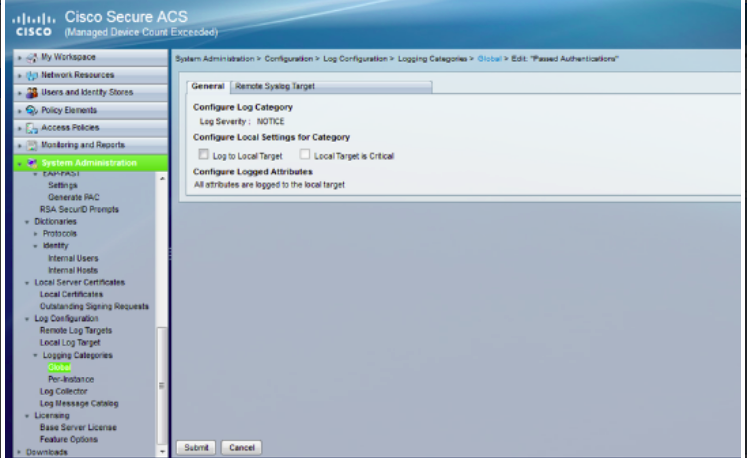 Cisco Secure ACS
CISCO (Managed Device Count Exceeded)
My Workspace
Network Resources
Users and Identity Stores
Policy Elements
Access Policies
Monitoring and Reports
System Administration
EAP-FAST
Settings
Generate PAC
RSA SecurID Prompts
Dictionaries
Protocols
Identity
Internal Users
Internal Hosts
Local Server Certificates
Local Certificates
Outstanding Signing Requests
Log Configuration
Remote Log Targets
Local Log Target
Logging Categories
Global
Per-Instance
Log Collector
Log Message Catalog
Licensing
Base Server License
Feature Options
Downloads
System Administration > Configuration > Log Configuration > Logging Categories > Global > Edit: "Passed Authentications"
General Remote Syslog Target
Configure Log Category
Log Severity : NOTICE
Configure Local Settings for Category
Log to Local Target Local Target is Critical
Configure Logged Attributes
All attributes are logged to the local target
Submit Cancel